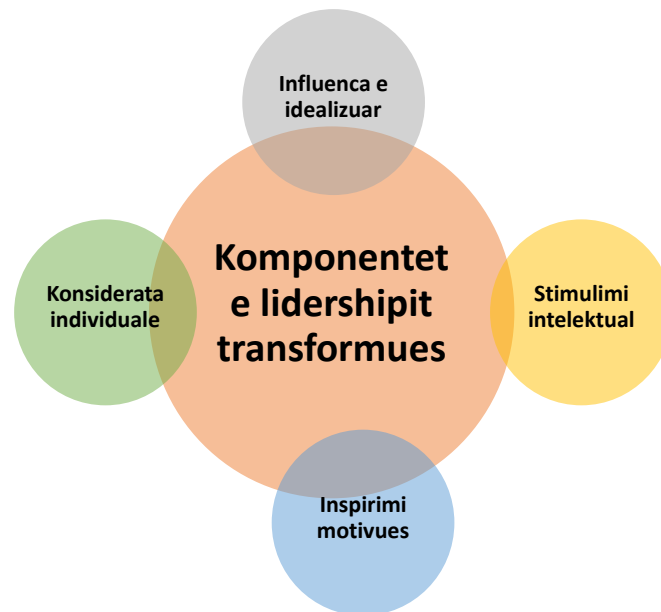 Influenca e
idealizuar
Komponentet
e lidershipit
transformues
Konsiderata
individuale
Stimulimi
intelektual
Inspirimi
motivues